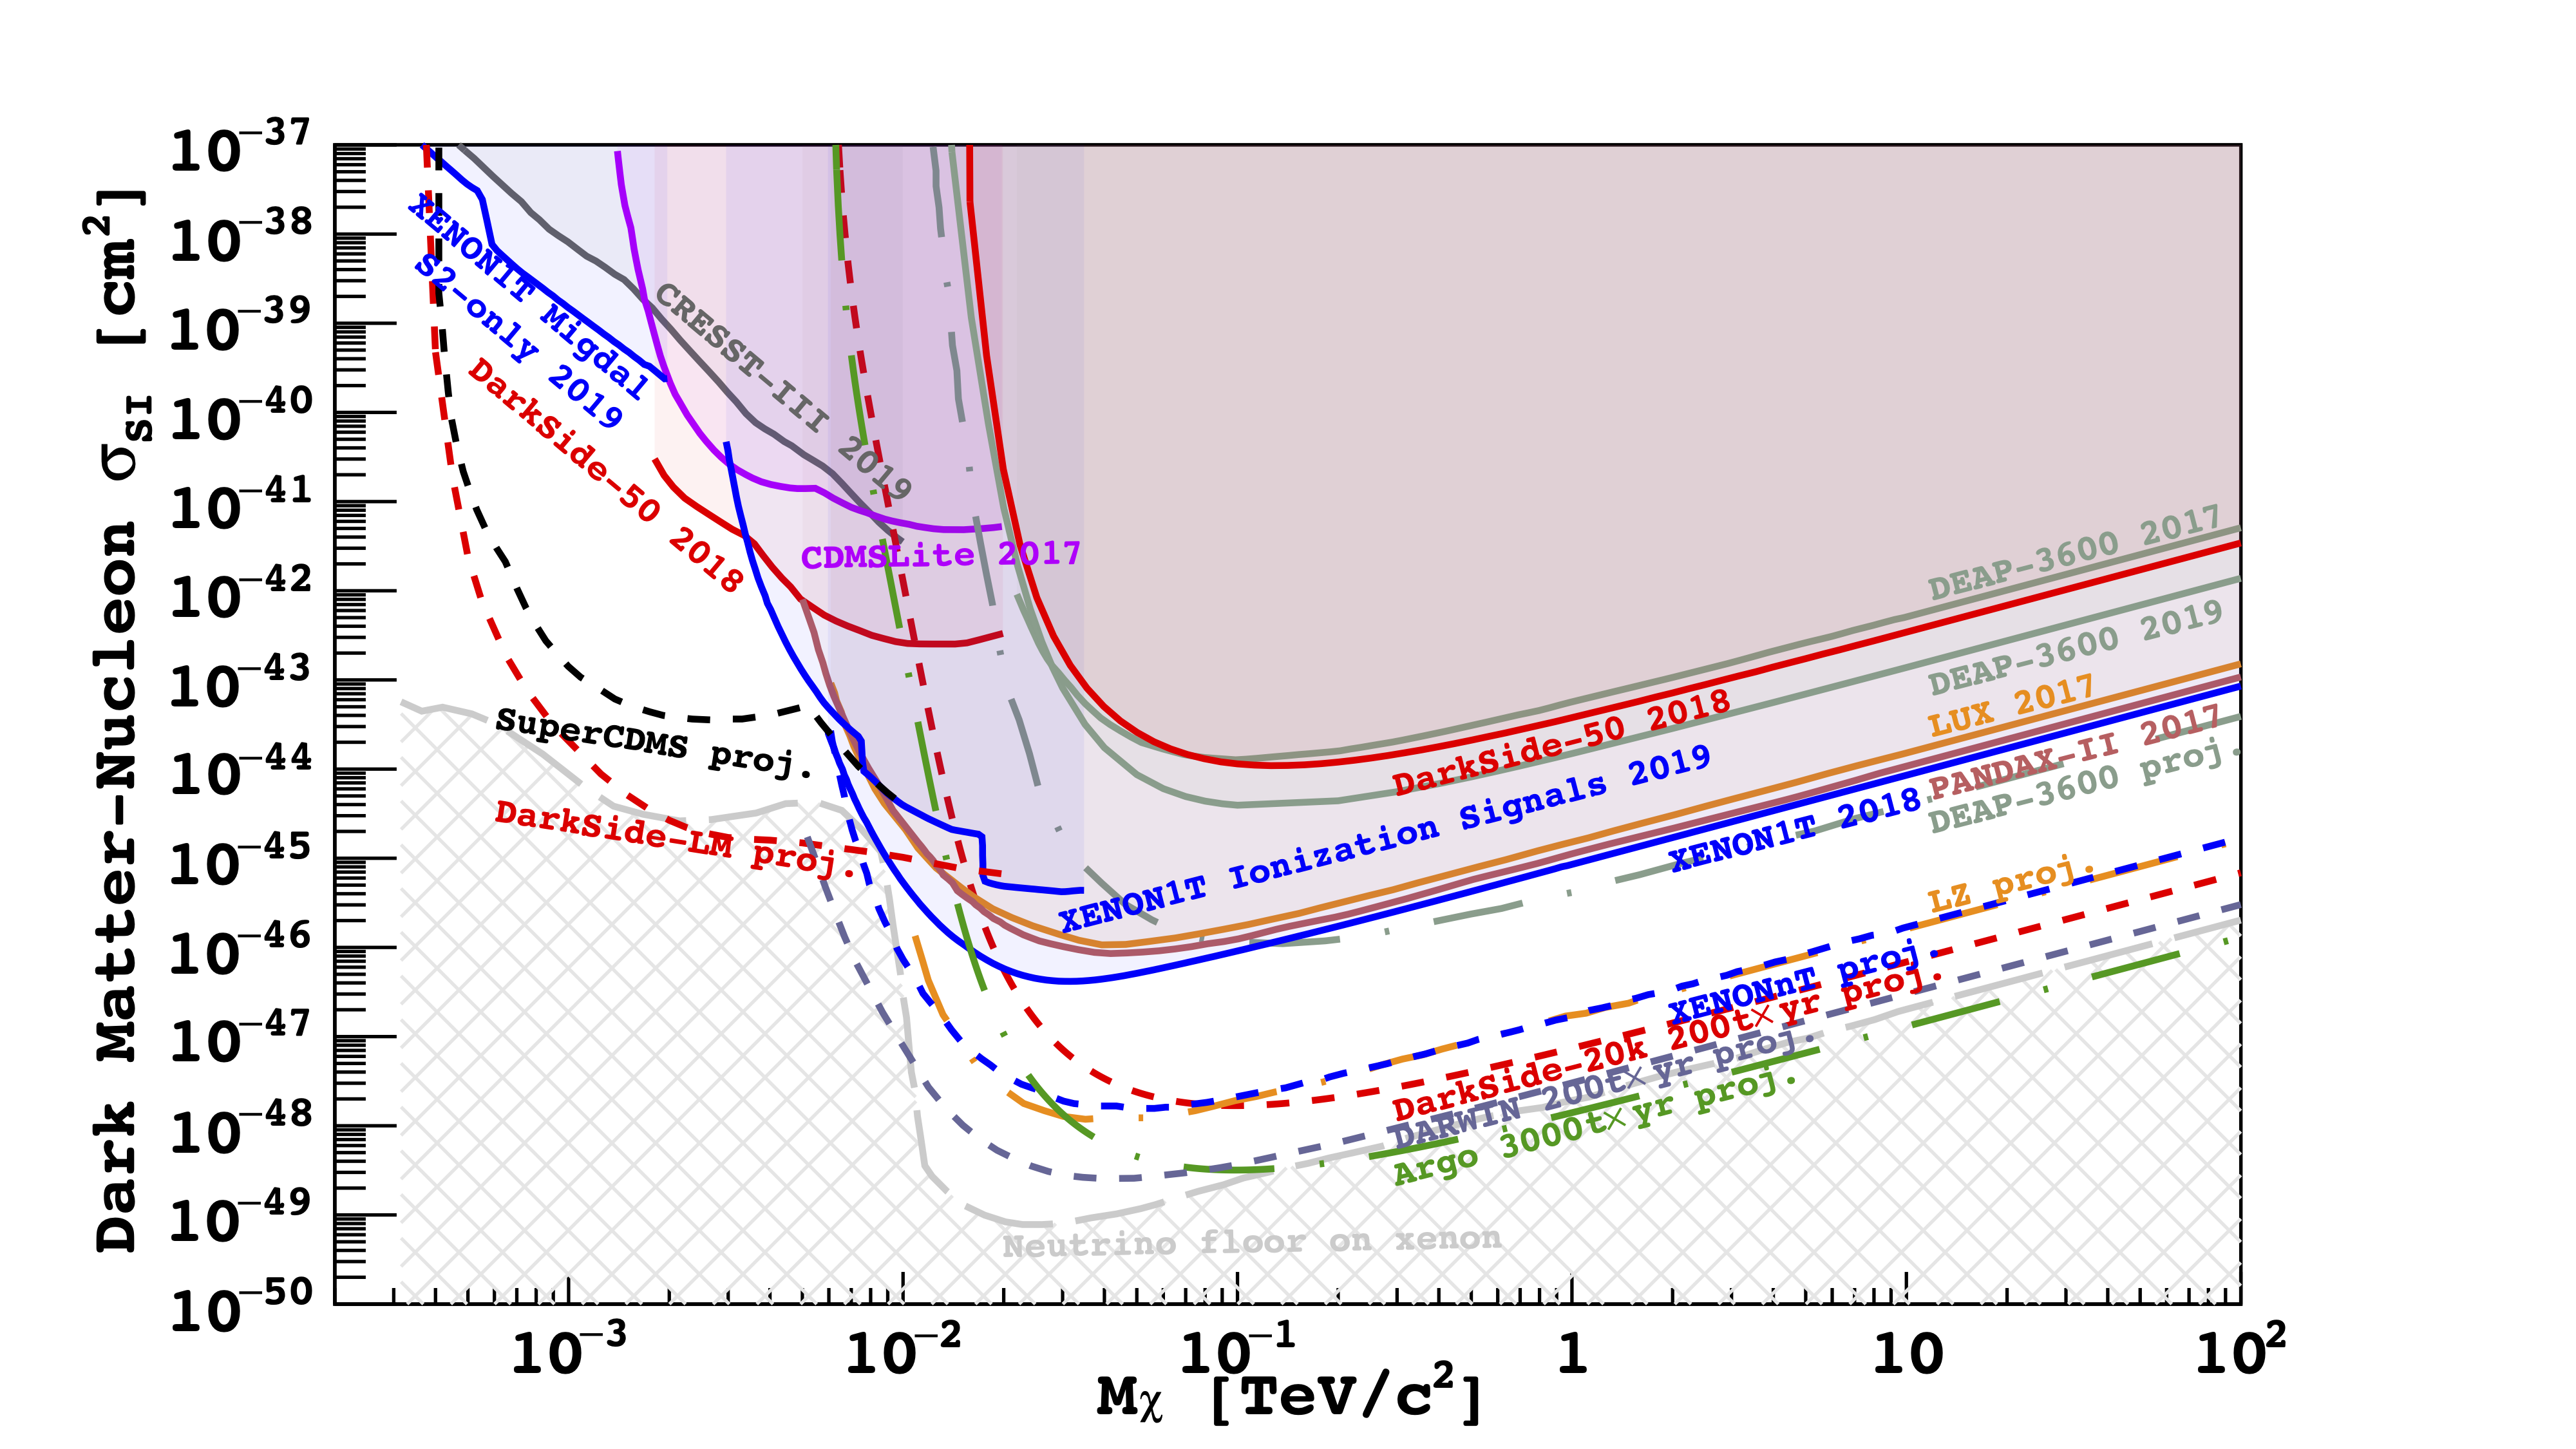 Dark Matter-Nucleon σSI [cm²]
10⁻³⁷
10⁻³⁸
10⁻³⁹
10⁻⁴⁰
10⁻⁴¹
10⁻⁴²
10⁻⁴³
10⁻⁴⁴
10⁻⁴⁵
10⁻⁴⁶
10⁻⁴⁷
10⁻⁴⁸
10⁻⁴⁹
10⁻⁵⁰
XENON1T Migdal
S2-only 2019
CRESST-III 2019
DarkSide-50 2018
CDMSLite 2017
SuperCDMS proj.
DarkSide-LM proj.
DEAP-3600 2017
DEAP-3600 2019
DarkSide-50 2018
LUX 2017
XENON1T Ionization Signals 2019
PANDAX-II 2017
DEAP-3600 proj.
XENON1T 2018
LZ proj.
XENONnT proj.
DarkSide-20k 200t×yr proj.
DARWIN 200t×yr proj.
Argo 3000t×yr proj.
Neutrino floor on xenon
10⁻³
10⁻²
10⁻¹
1
10
10²
Mχ [TeV/c²]